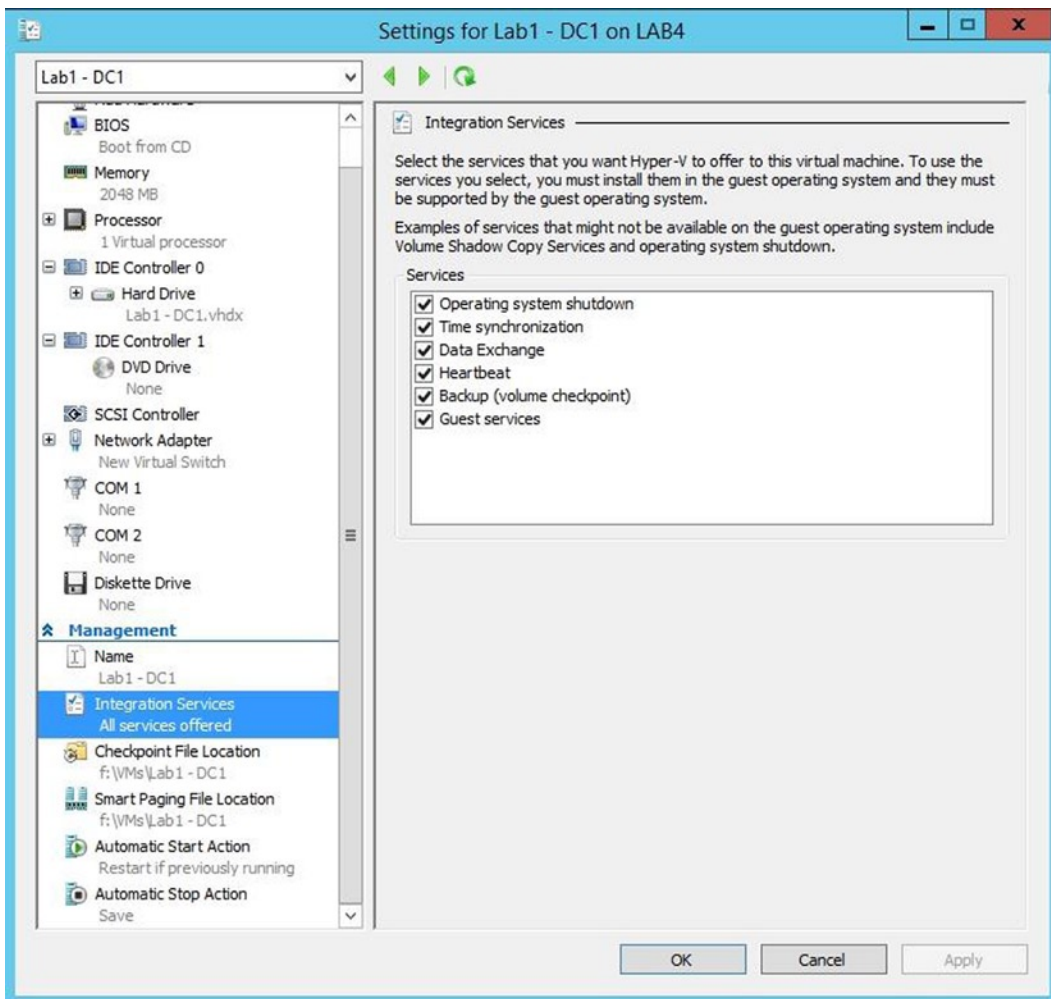 Settings for Lab1 - DC1 on LAB4
Lab1 - DC1
BIOS
Boot from CD
Memory
2048 MB
Processor
1 Virtual processor
IDE Controller 0
Hard Drive
Lab1 - DC1.vhdx
IDE Controller 1
DVD Drive
None
SCSI Controller
Network Adapter
New Virtual Switch
COM 1
None
COM 2
None
Diskette Drive
None
Management
Name
Lab1 - DC1
Integration Services
All services offered
Checkpoint File Location
f:\VMs\Lab1 - DC1
Smart Paging File Location
f:\VMs\Lab1 - DC1
Automatic Start Action
Restart if previously running
Automatic Stop Action
Save
Integration Services
Select the services that you want Hyper-V to offer to this virtual machine. To use the
services you select, you must install them in the guest operating system and they must
be supported by the guest operating system.
Examples of services that might not be available on the guest operating system include
Volume Shadow Copy Services and operating system shutdown.
Services
Operating system shutdown
Time synchronization
Data Exchange
Heartbeat
Backup (volume checkpoint)
Guest services
OK
Cancel
Apply